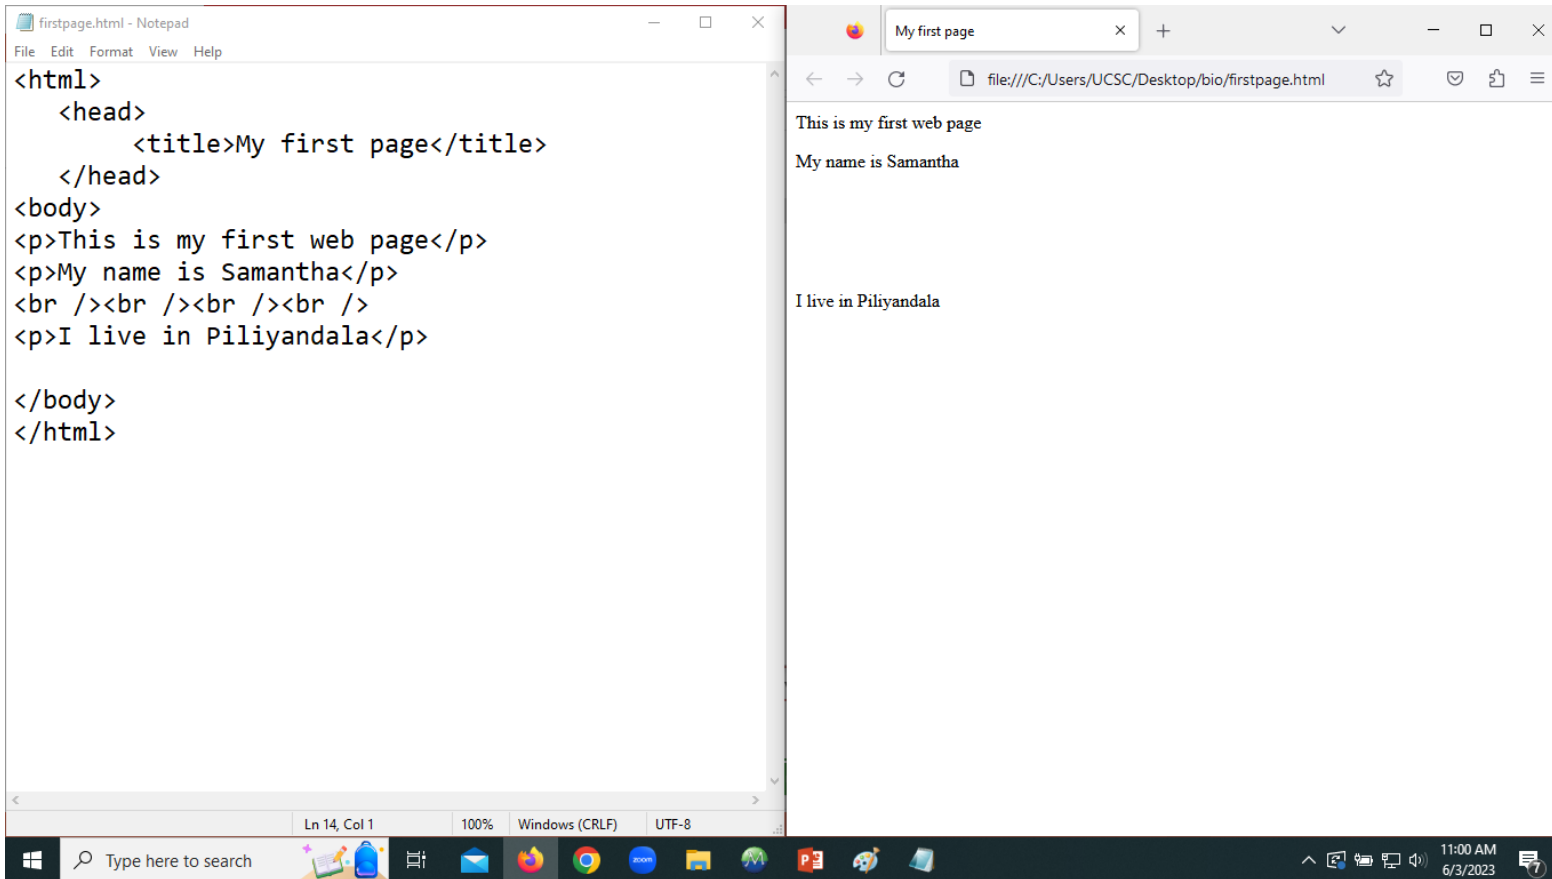 firstpage.html - Notepad
File Edit Format View Help
<html>
<head>
<title>My first page</title>
</head>
<body>
<p>This is my first web page</p>
<p>My name is Samantha</p>
<br /><br /><br /><br />
<p>I live in Piliyandala</p>
</body>
</html>
Ln 14, Col 1 100% Windows (CRLF) UTF-8
My first page
file:///C:/Users/UCSC/Desktop/bio/firstpage.html
This is my first web page
My name is Samantha
I live in Piliyandala
Type here to search
zoom
P
11:00 AM
6/3/2023
7